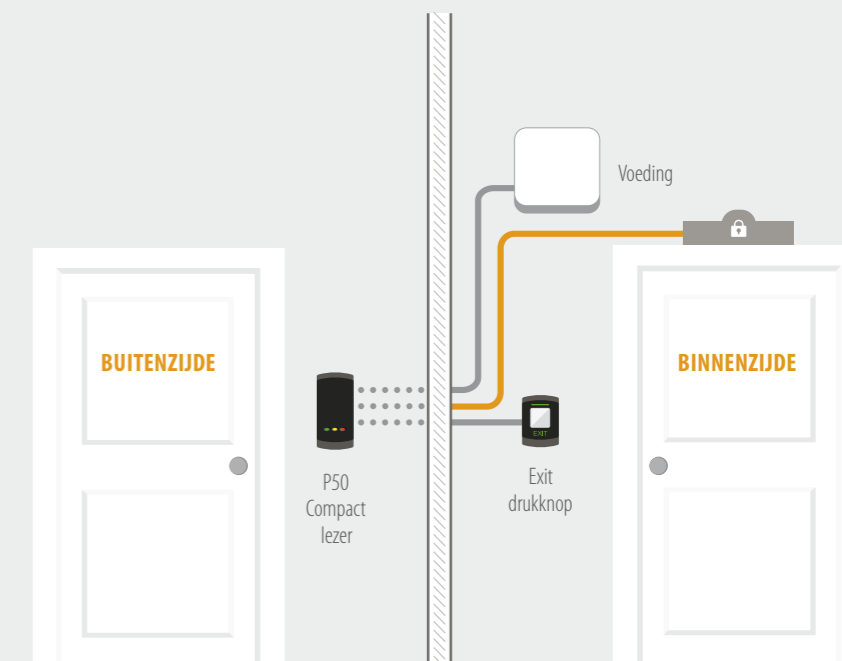 Voeding
BUITENZIJDE
BINNENZIJDE
P50
Compact
lezer
EXIT
Exit
drukknop